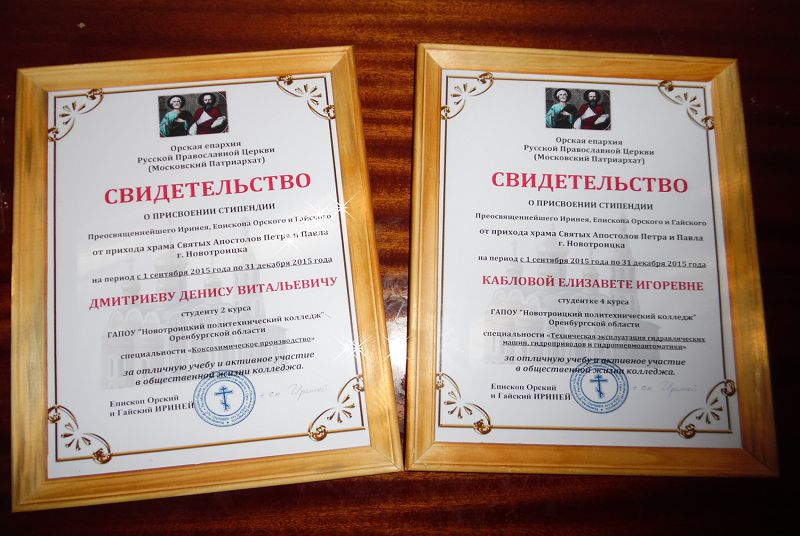 Орская епархия
Русской Православной Церкви
(Московский Патриархат)
СВИДЕТЕЛЬСТВО
О ПРИСВОЕНИИ СТИПЕНДИИ
Преосвященнейшего Иринея, Епископа Орского и Гайского
от прихода храма Святых Апостолов Петра и Павла
г. Новотроицка
на период с 1 сентября 2015 года по 31 декабря 2015 года
ДМИТРИЕВУ ДЕНИСУ ВИТАЛЬЕВИЧУ
студенту 2 курса
ГАПОУ "Новотроицкий политехнический колледж"
Оренбургской области
специальности «Коксохимическое производство»
за отличную учебу и активное участие
в общественной жизни колледжа.
Епископ Орский
и Гайский ИРИНЕЙ
+ еп. Ириней
Орская епархия
Русской Православной Церкви
(Московский Патриархат)
СВИДЕТЕЛЬСТВО
О ПРИСВОЕНИИ СТИПЕНДИИ
Преосвященнейшего Иринея, Епископа Орского и Гайского
от прихода храма Святых Апостолов Петра и Павла
г. Новотроицка
на период с 1 сентября 2015 года по 31 декабря 2015 года
КАБЛОВОЙ ЕЛИЗАВЕТЕ ИГОРЕВНЕ
студентке 4 курса
ГАПОУ "Новотроицкий политехнический колледж"
Оренбургской области
специальности «Техническая эксплуатация гидравлических
машин, гидроприводов и гидропневмоавтоматики»
за отличную учебу и активное участие
в общественной жизни колледжа.
Епископ Орский
и Гайский ИРИНЕЙ
+ еп. Ириней